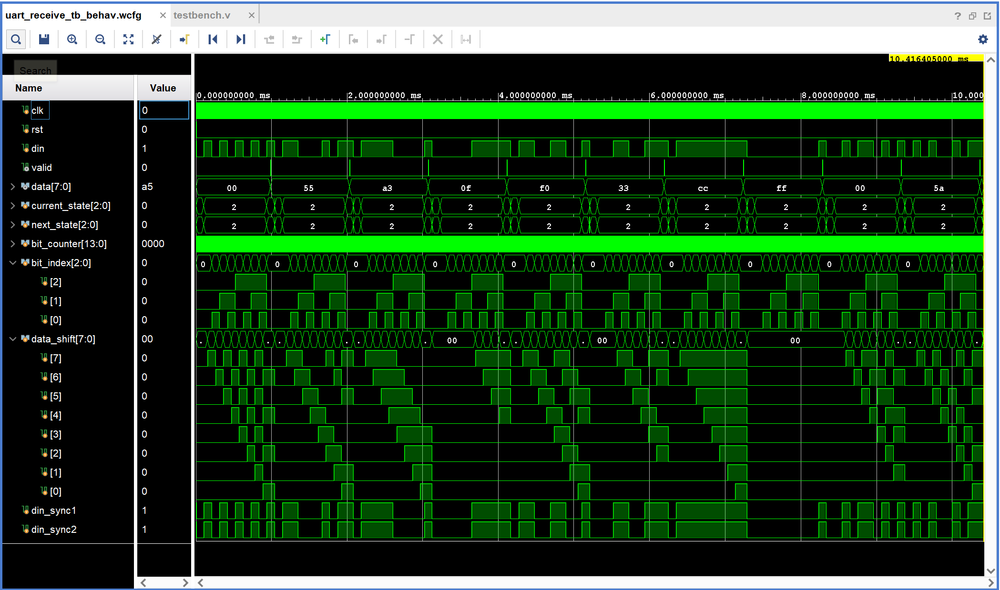 uart_receive_tb_behav.wcfg × testbench.v ×
?
Search
Name Value
10.416405000 ms
0.000000000 ms 2.000000000 ms 4.000000000 ms 6.000000000 ms 8.000000000 ms 10.000
clk 0
rst 0
din 1
valid 0
data[7:0] a5 00 55 a3 0f f0 33 cc ff 00 5a
current_state[2:0] 0 2 2 2 2 2 2 2 2 2 2
next_state[2:0] 0 2 2 2 2 2 2 2 2 2 2
bit_counter[13:0] 0000
bit_index[2:0] 0 0 0 0 0 0 0 0 0 0 0
[2] 0
[1] 0
[0] 0
data_shift[7:0] 00 . . . . . . 00 . . . 00 . . . 00 . . .
[7] 0
[6] 0
[5] 0
[4] 0
[3] 0
[2] 0
[1] 0
[0] 0
din_sync1 1
din_sync2 1